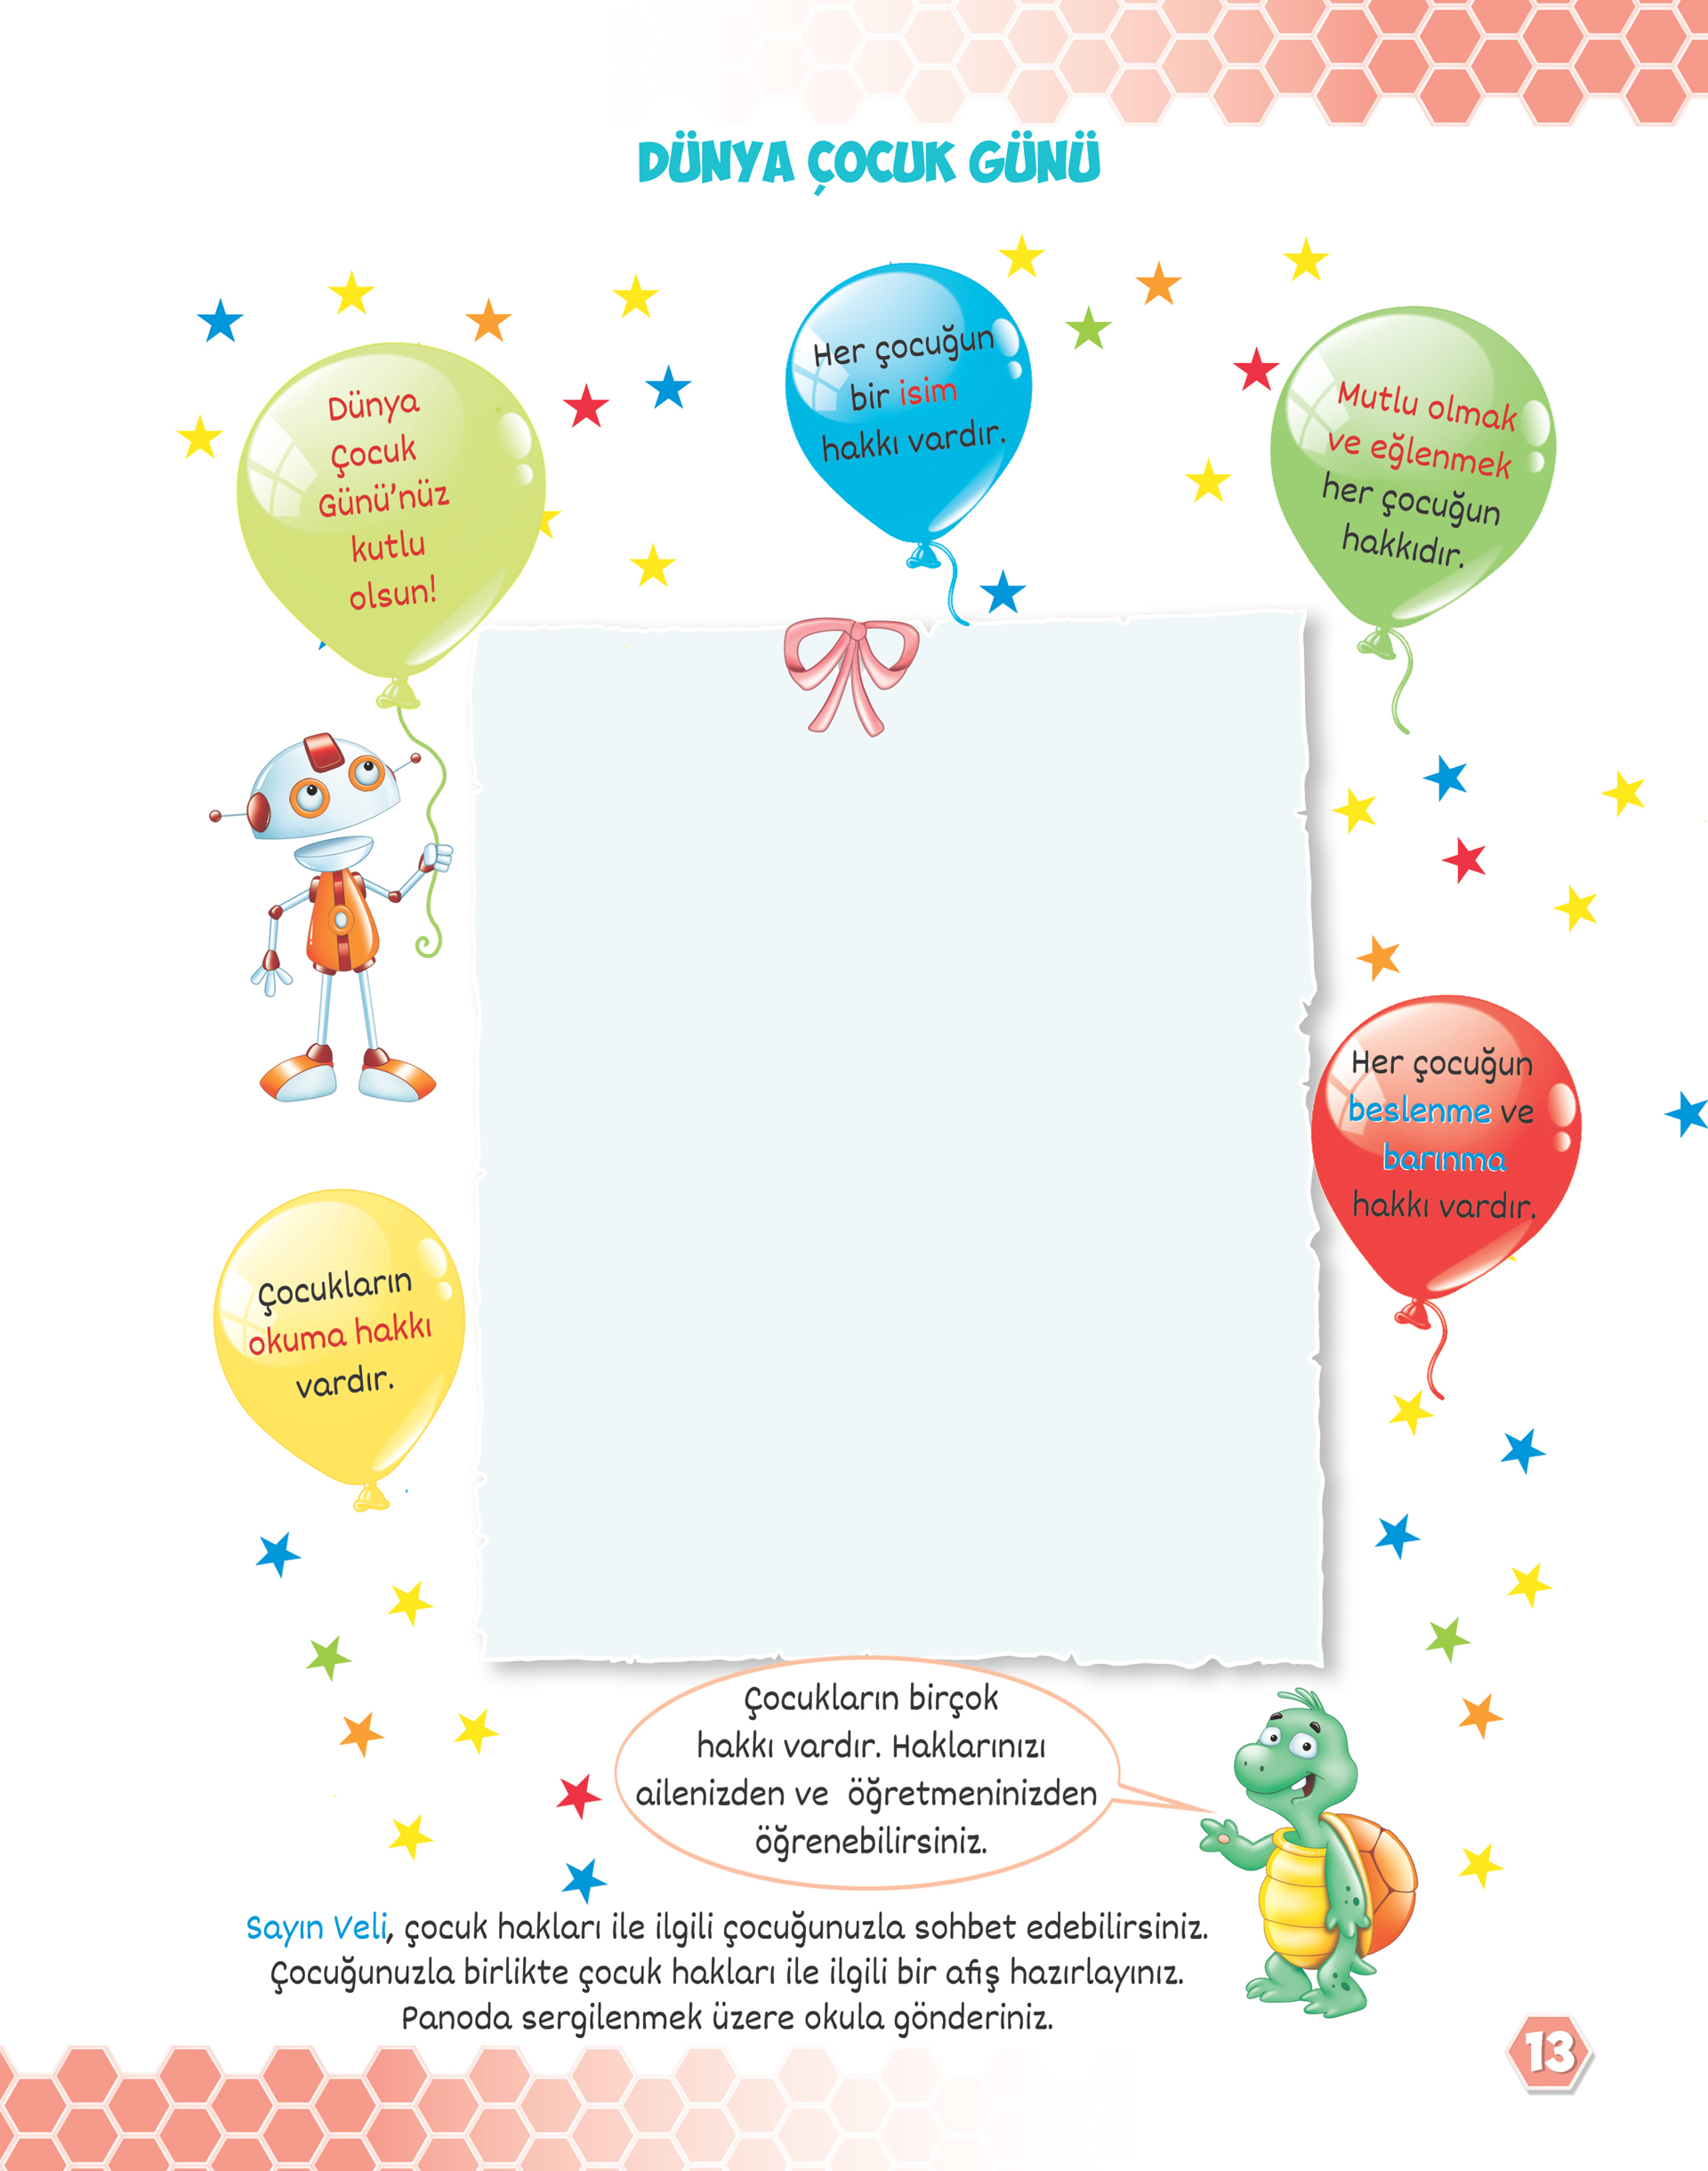 DÜNYA ÇOCUK GÜNÜ
Dünya
Çocuk
Günü'nüz
kutlu
olsun!
Her çocuğun
bir isim
hakkı vardır.
Mutlu olmak
ve eğlenmek
her çocuğun
hakkıdır.
Her çocuğun
beslenme ve
barınma
hakkı vardır.
Çocukların
okuma hakkı
vardır.
Çocukların birçok
hakkı vardır. Haklarınızı
ailenizden ve öğretmeninizden
öğrenebilirsiniz.
Sayın Veli, çocuk hakları ile ilgili çocuğunuzla sohbet edebilirsiniz.
Çocuğunuzla birlikte çocuk hakları ile ilgili bir afiş hazırlayınız.
Panoda sergilenmek üzere okula gönderiniz.
13